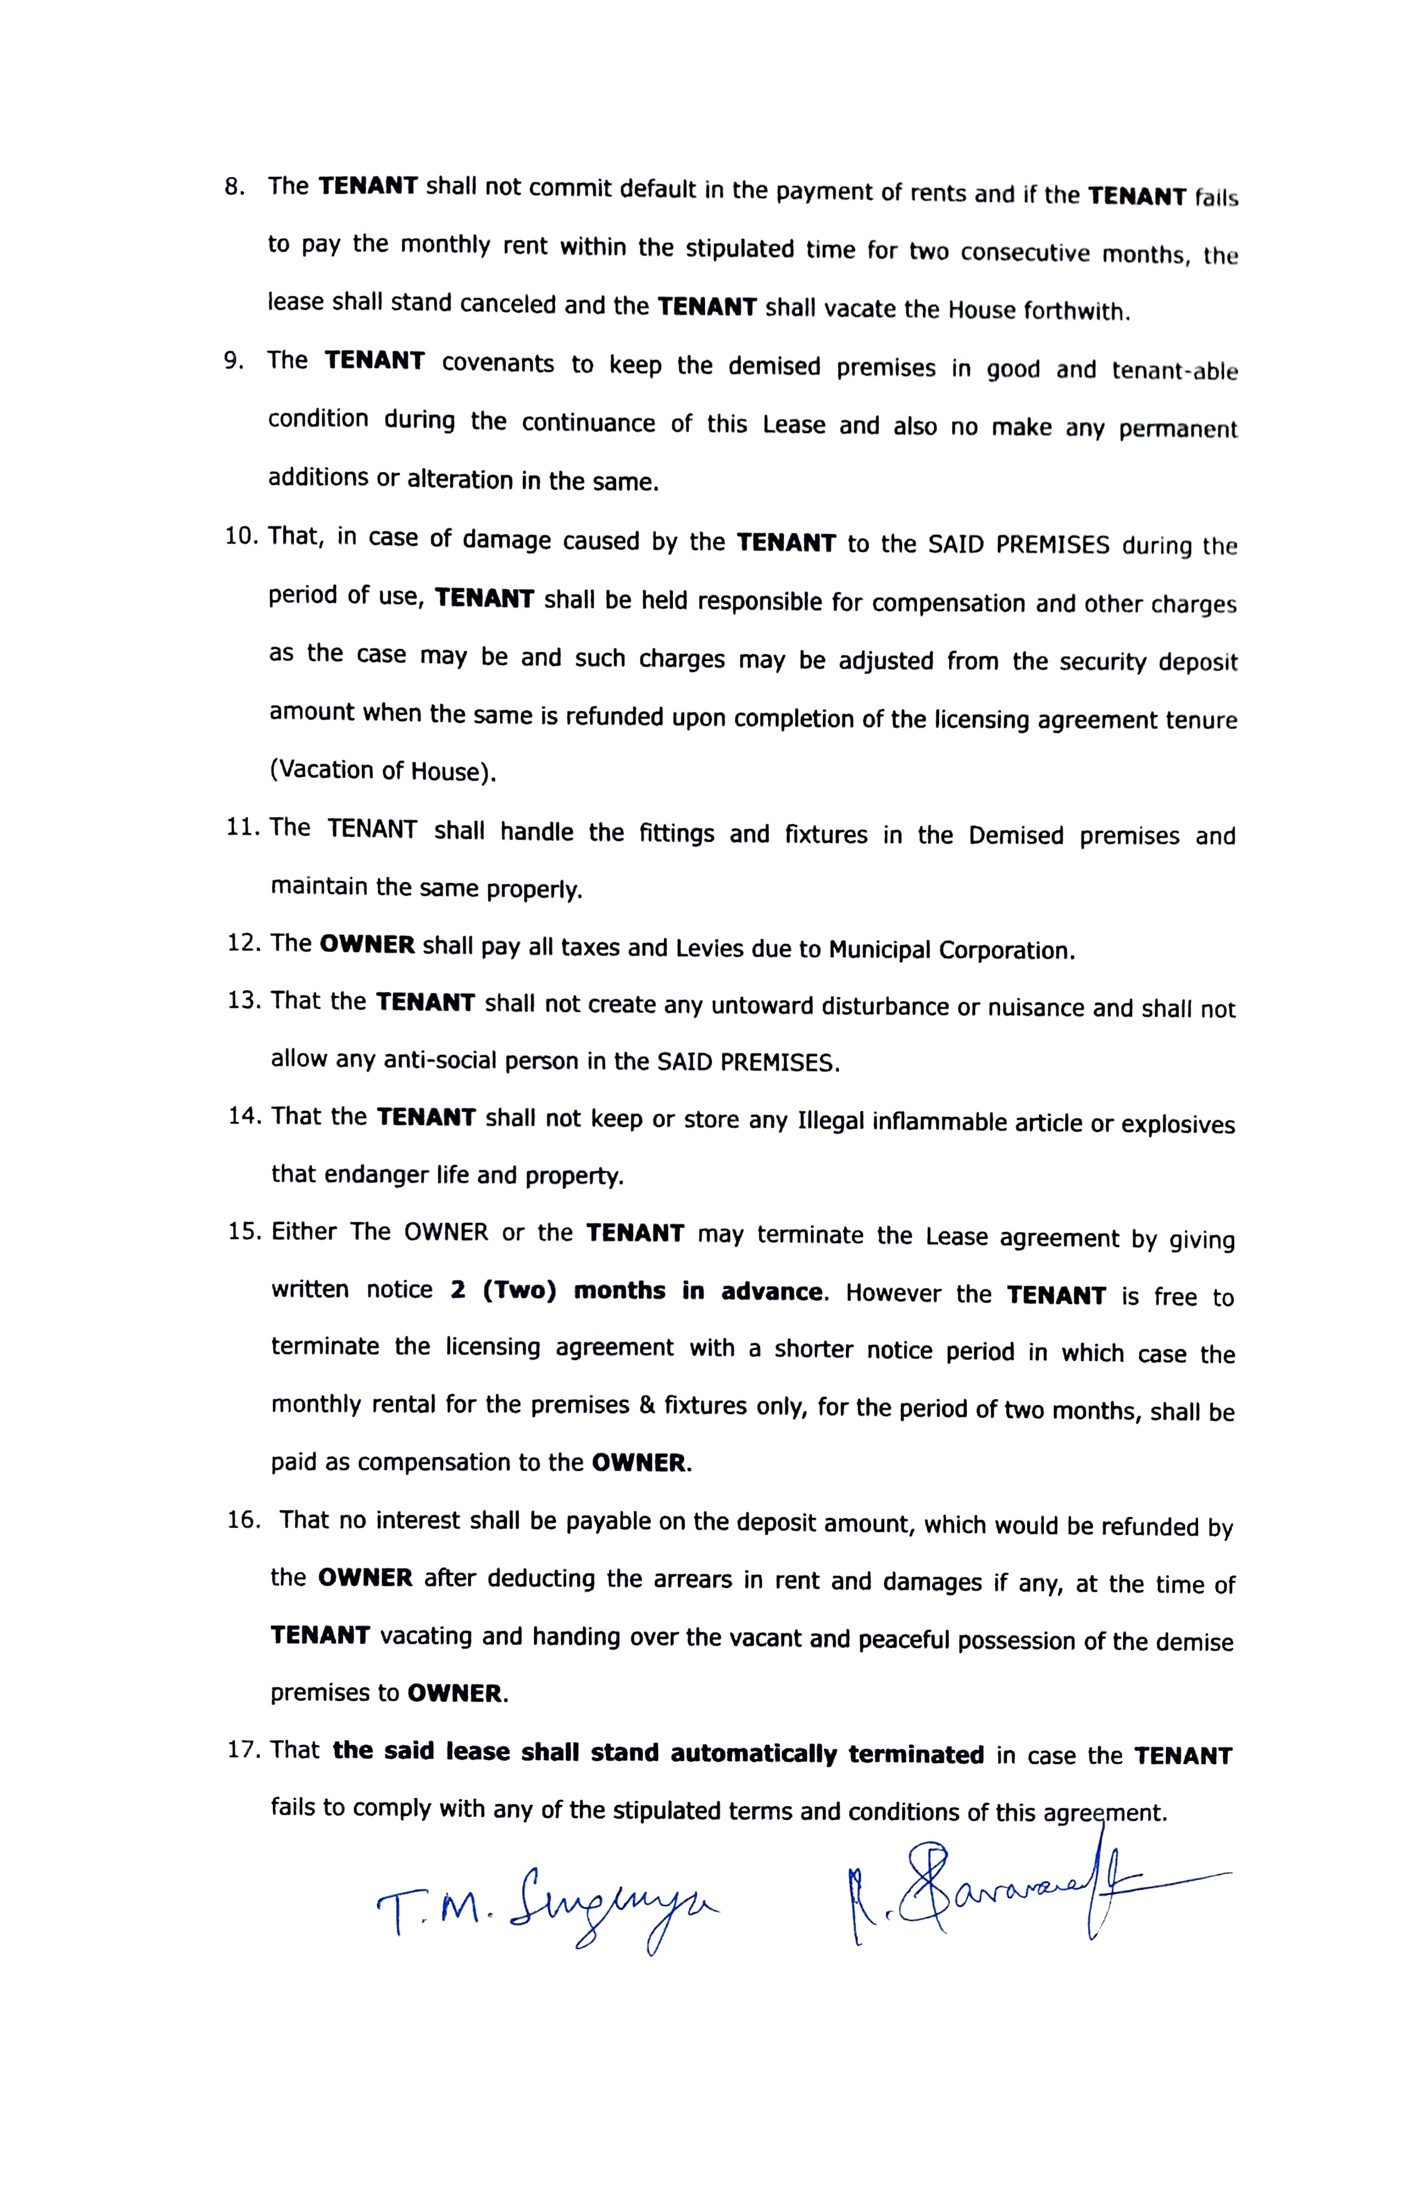 8. The TENANT shall not commit default in the payment of rents and if the TENANT fails
to pay the monthly rent within the stipulated time for two consecutive months, the
lease shall stand canceled and the TENANT shall vacate the House forthwith.
9. The TENANT covenants to keep the demised premises in good and tenant-able
condition during the continuance of this Lease and also no make any permanent
additions or alteration in the same.
10. That, in case of damage caused by the TENANT to the SAID PREMISES during the
period of use, TENANT shall be held responsible for compensation and other charges
as the case may be and such charges may be adjusted from the security deposit
amount when the same is refunded upon completion of the licensing agreement tenure
(Vacation of House).
11. The TENANT shall handle the fittings and fixtures in the Demised premises and
maintain the same properly.
12. The OWNER shall pay all taxes and Levies due to Municipal Corporation.
13. That the TENANT shall not create any untoward disturbance or nuisance and shall not
allow any anti-social person in the SAID PREMISES.
14. That the TENANT shall not keep or store any Illegal inflammable article or explosives
that endanger life and property.
15. Either The OWNER or the TENANT may terminate the Lease agreement by giving
written notice 2 (Two) months in advance. However the TENANT is free to
terminate the licensing agreement with a shorter notice period in which case the
monthly rental for the premises & fixtures only, for the period of two months, shall be
paid as compensation to the OWNER.
16. That no interest shall be payable on the deposit amount, which would be refunded by
the OWNER after deducting the arrears in rent and damages if any, at the time of
TENANT vacating and handing over the vacant and peaceful possession of the demise
premises to OWNER.
17. That the said lease shall stand automatically terminated in case the TENANT
fails to comply with any of the stipulated terms and conditions of this agreement.
T.M.